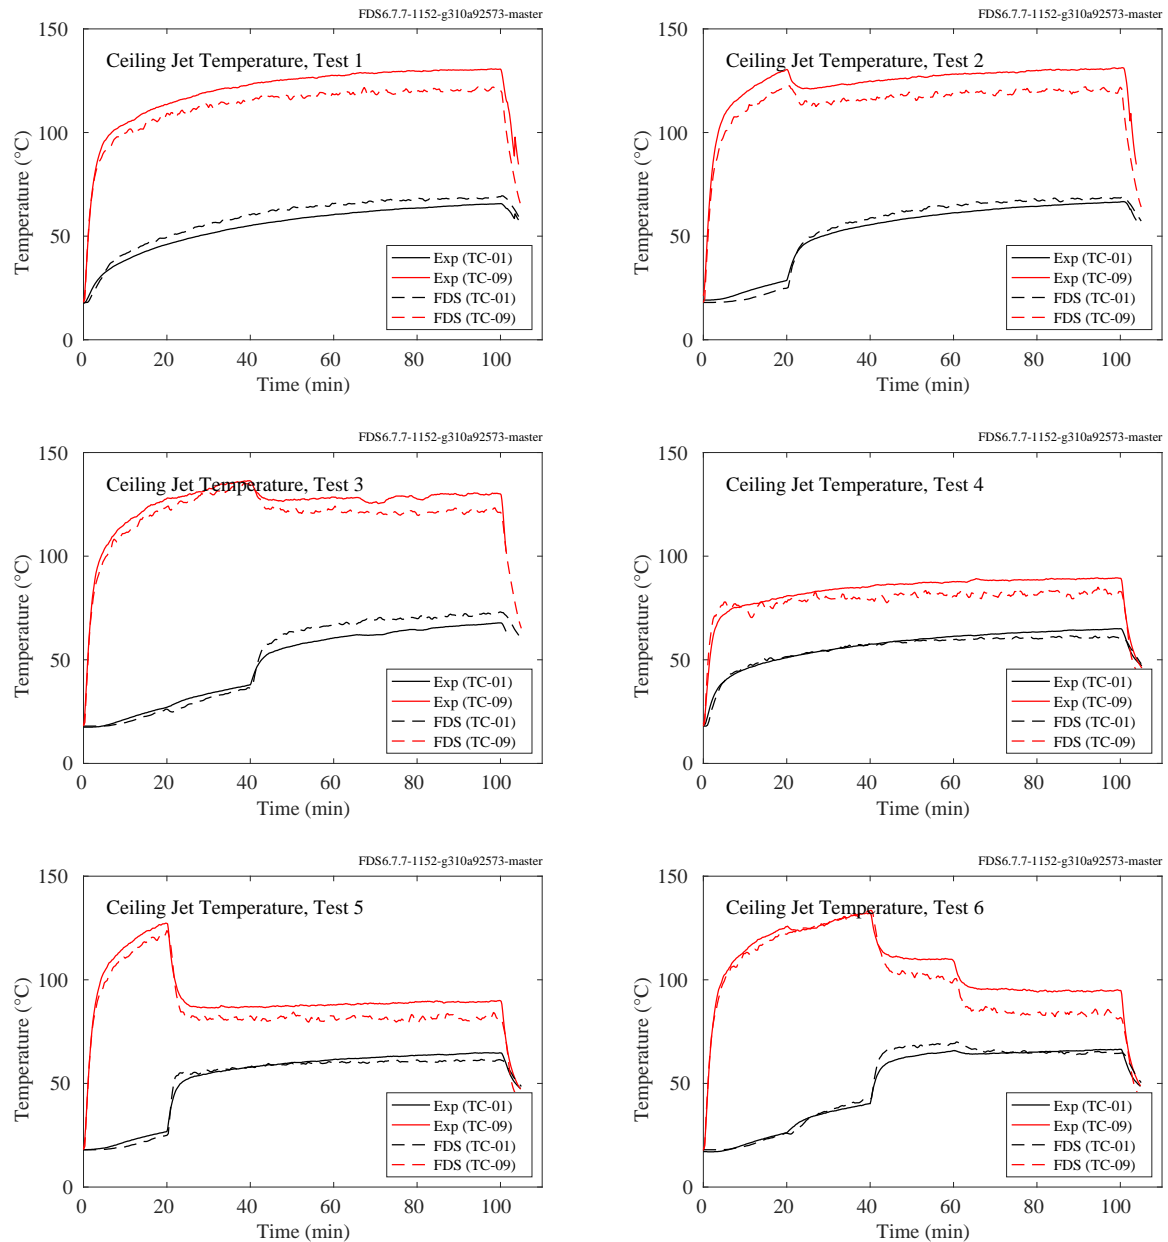 FDS6.7.7-1152-g310a92573-master
Ceiling Jet Temperature, Test 1
Temperature (°C)
150
100
50
0
0 20 40 60 80 100
Time (min)
Exp (TC-01)
Exp (TC-09)
FDS (TC-01)
FDS (TC-09)
FDS6.7.7-1152-g310a92573-master
Ceiling Jet Temperature, Test 2
Temperature (°C)
150
100
50
0
0 20 40 60 80 100
Time (min)
Exp (TC-01)
Exp (TC-09)
FDS (TC-01)
FDS (TC-09)
FDS6.7.7-1152-g310a92573-master
Ceiling Jet Temperature, Test 3
Temperature (°C)
150
100
50
0
0 20 40 60 80 100
Time (min)
Exp (TC-01)
Exp (TC-09)
FDS (TC-01)
FDS (TC-09)
FDS6.7.7-1152-g310a92573-master
Ceiling Jet Temperature, Test 4
Temperature (°C)
150
100
50
0
0 20 40 60 80 100
Time (min)
Exp (TC-01)
Exp (TC-09)
FDS (TC-01)
FDS (TC-09)
FDS6.7.7-1152-g310a92573-master
Ceiling Jet Temperature, Test 5
Temperature (°C)
150
100
50
0
0 20 40 60 80 100
Time (min)
Exp (TC-01)
Exp (TC-09)
FDS (TC-01)
FDS (TC-09)
FDS6.7.7-1152-g310a92573-master
Ceiling Jet Temperature, Test 6
Temperature (°C)
150
100
50
0
0 20 40 60 80 100
Time (min)
Exp (TC-01)
Exp (TC-09)
FDS (TC-01)
FDS (TC-09)